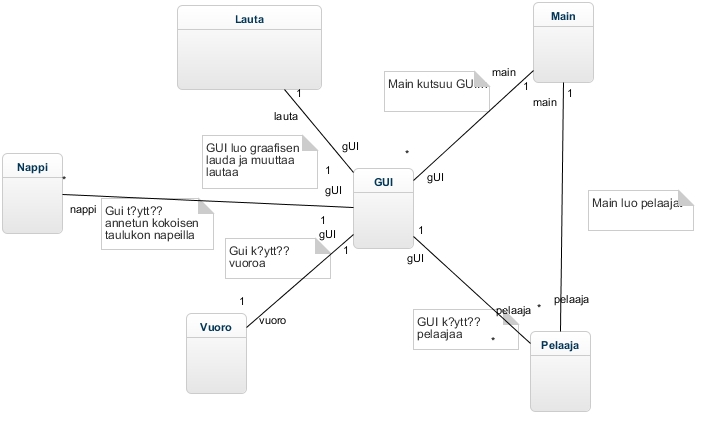 Lauta
Main
main
1
Main kutsuu GUI...
1
main
1
lauta
GUI luo graafisen
lauda ja muuttaa
lautaa
gUI
*
Nappi
1
gUI
GUI
gUI
*
nappi
Gui t?ytt??
annetun kokoisen
taulukon napeilla
Main luo pelaajat
1
gUI
1
Gui k?ytt??
vuoroa
1
gUI
1
vuoro
Vuoro
GUI k?ytt??
pelaajaa
pelaaja
*
pelaaja
*
Pelaaja